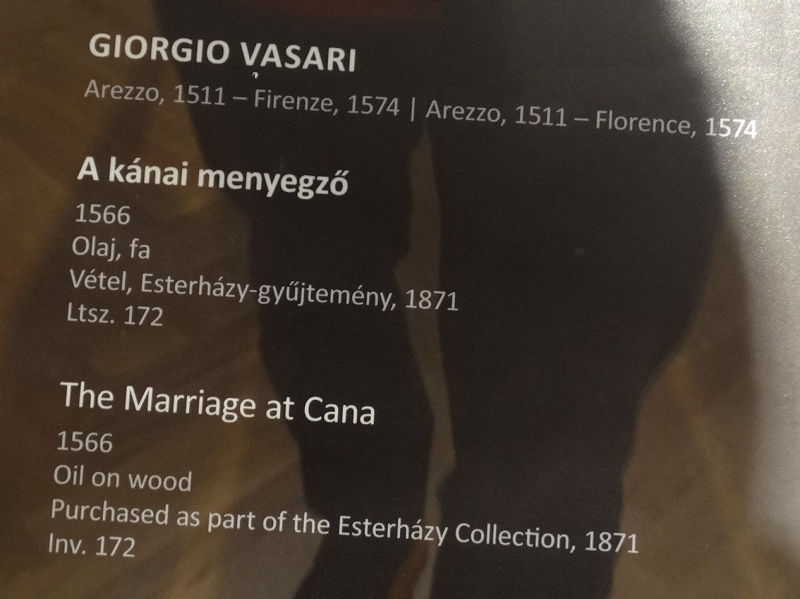 GIORGIO VASARI
Arezzo, 1511 – Firenze, 1574 | Arezzo, 1511 – Florence, 1574
A kánai menyegző
1566
Olaj, fa
Vétel, Esterházy-gyűjtemény, 1871
Ltsz. 172
The Marriage at Cana
1566
Oil on wood
Purchased as part of the Esterházy Collection, 1871
Inv. 172